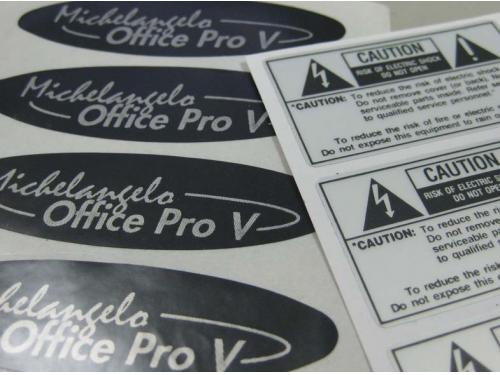 Michelangelo
Office Pro V
Michelangelo
Office Pro V
Michelangelo
Office Pro V
helangelo
Office Pro V
CAUTION
RISK OF ELECTRIC SHOCK
DO NOT OPEN
*CAUTION: To reduce the risk of electric shock
Do not remove cover (or back).
serviceable parts inside. Refer
to qualified service personnel.
To reduce the risk of fire or electric
Do not expose this equipment to rain o
CAUTION
RISK OF ELECTRIC SH
DO NOT OPEN
*CAUTION: To reduce the ri
Do not remov
serviceable pa
to qualified
To reduce the risk
Do not expose this